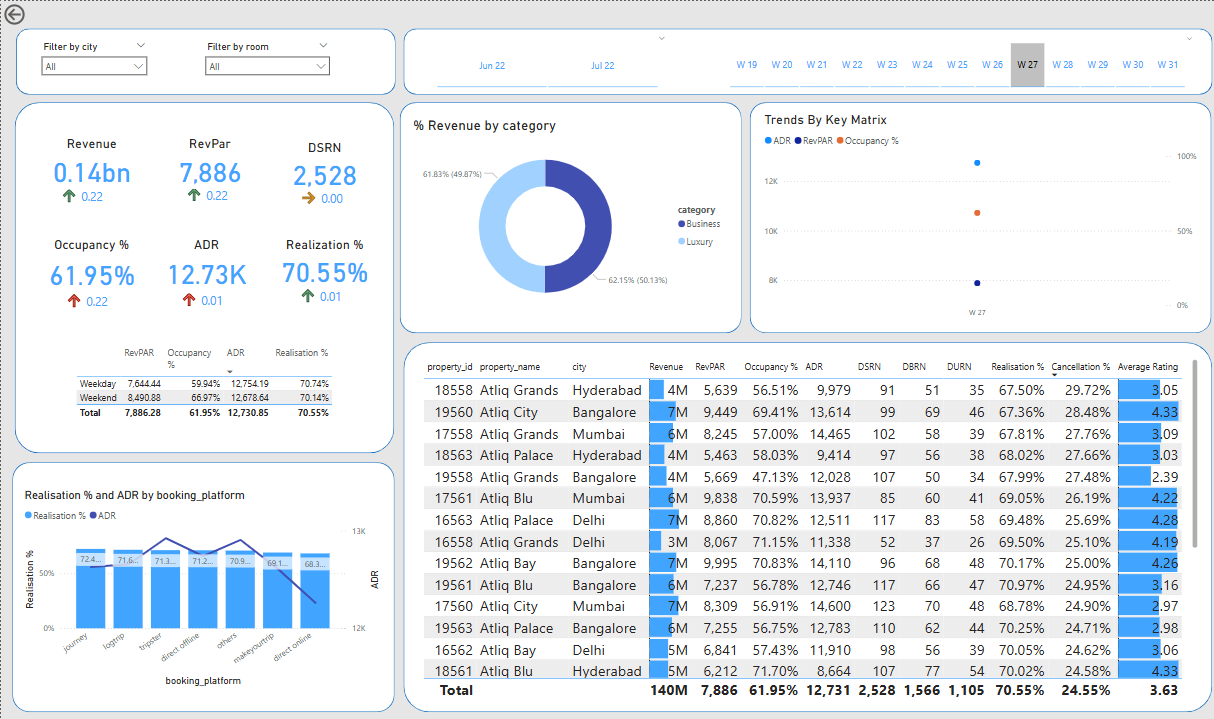 Filter by city
All
Filter by room
All
Jun 22 Jul 22
W 19 W 20 W 21 W 22 W 23 W 24 W 25 W 26 W 27 W 28 W 29 W 30 W 31
Revenue RevPar DSRN
0.14bn 7,886 2,528
0.22 0.22 0.00
Occupancy % ADR Realization %
61.95% 12.73K 70.55%
0.22 0.01 0.01
RevPAR Occupancy % ADR Realisation %
Weekday 7,644.44 59.94% 12,754.19 70.74%
Weekend 8,490.88 66.97% 12,678.64 70.14%
Total 7,886.28 61.95% 12,730.85 70.55%
% Revenue by category
61.83% (49.87%)
62.15% (50.13%)
category
Business
Luxury
Trends By Key Matrix
ADR RevPAR Occupancy %
100%
12K
10K 50%
8K
0%
W 27
Realisation % and ADR by booking_platform
Realisation % ADR
13K
72.4... 71.6... 71.3... 71.2... 70.9... 69.1... 68.3...
50%
0% 12K
Realisation %
ADR
journey logtrip tripster direct offline others makeyourtrip direct online
booking_platform
property_id property_name city Revenue RevPAR Occupancy % ADR DSRN DBRN DURN Realisation % Cancellation % Average Rating
18558 Atliq Grands Hyderabad 4M 5,639 56.51% 9,979 91 51 35 67.50% 29.72% 3.05
19560 Atliq City Bangalore 7M 9,449 69.41% 13,614 99 69 46 67.36% 28.48% 4.33
17558 Atliq Grands Mumbai 6M 8,245 57.00% 14,465 102 58 39 67.81% 27.76% 3.09
18563 Atliq Palace Hyderabad 4M 5,463 58.03% 9,414 97 56 38 68.02% 27.66% 3.03
19558 Atliq Grands Bangalore 4M 5,669 47.13% 12,028 107 50 34 67.99% 27.48% 2.39
17561 Atliq Blu Mumbai 6M 9,838 70.59% 13,937 85 60 41 69.05% 26.19% 4.22
16563 Atliq Palace Delhi 7M 8,860 70.82% 12,511 117 83 58 69.48% 25.69% 4.28
16558 Atliq Grands Delhi 3M 8,067 71.15% 11,338 52 37 26 69.50% 25.10% 4.19
19562 Atliq Bay Bangalore 7M 9,995 70.83% 14,110 96 68 48 70.17% 25.00% 4.26
19561 Atliq Blu Bangalore 6M 7,237 56.78% 12,746 117 66 47 70.97% 24.95% 3.16
17560 Atliq City Mumbai 7M 8,309 56.91% 14,600 123 70 48 68.78% 24.90% 2.97
19563 Atliq Palace Bangalore 6M 7,255 56.75% 12,783 110 62 44 70.25% 24.71% 2.98
16562 Atliq Bay Delhi 5M 6,841 57.43% 11,910 98 56 39 70.05% 24.62% 3.06
18561 Atliq Blu Hyderabad 5M 6,212 71.70% 8,664 107 77 54 70.02% 24.58% 4.33
Total 140M 7,886 61.95% 12,731 2,528 1,566 1,105 70.55% 24.55% 3.63